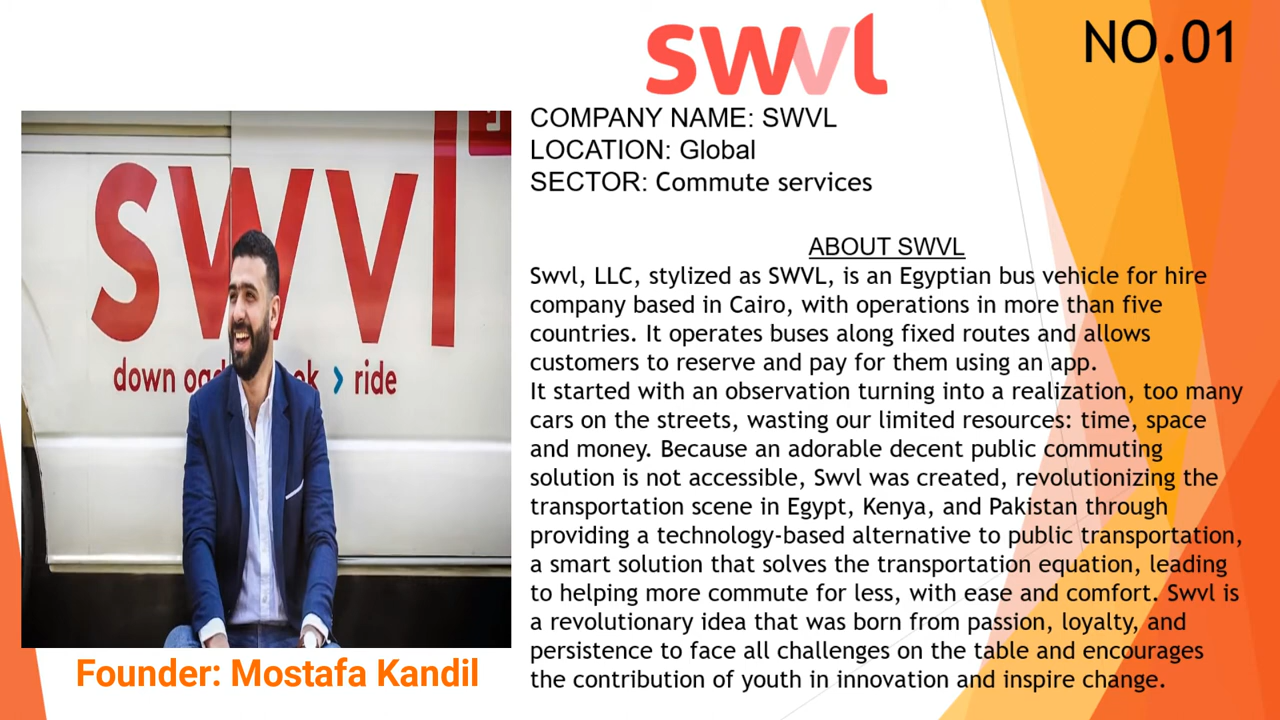 swvl
NO.01
swvl
down
ok > ride
COMPANY NAME: SWVL
LOCATION: Global
SECTOR: Commute services
ABOUT SWVL
Swvl, LLC, stylized as SWVL, is an Egyptian bus vehicle for hire
company based in Cairo, with operations in more than five
countries. It operates buses along fixed routes and allows
customers to reserve and pay for them using an app.
It started with an observation turning into a realization, too many
cars on the streets, wasting our limited resources: time, space
and money. Because an adorable decent public commuting
solution is not accessible, Swvl was created, revolutionizing the
transportation scene in Egypt, Kenya, and Pakistan through
providing a technology-based alternative to public transportation,
a smart solution that solves the transportation equation, leading
to helping more commute for less, with ease and comfort. Swvl is
a revolutionary idea that was born from passion, loyalty, and
persistence to face all challenges on the table and encourages
the contribution of youth in innovation and inspire change.
Founder: Mostafa Kandil